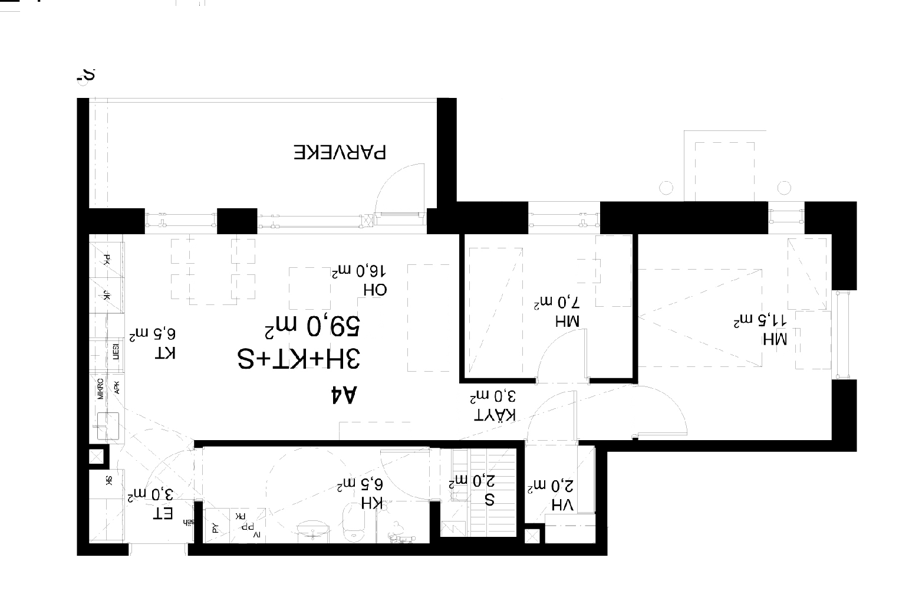 A4
3H+KT+S
59,0 m²
OH
16,0 m²
PARVEKE
KT
6,5 m²
MH
7,0 m²
MH
11,5 m²
KÄYT
3,0 m²
ET
3,0 m²
KH
6,5 m²
S
2,0 m²
VH
2,0 m²
PK
JK
LIESI
MIKRO
APK
SK
PY
PK
PP